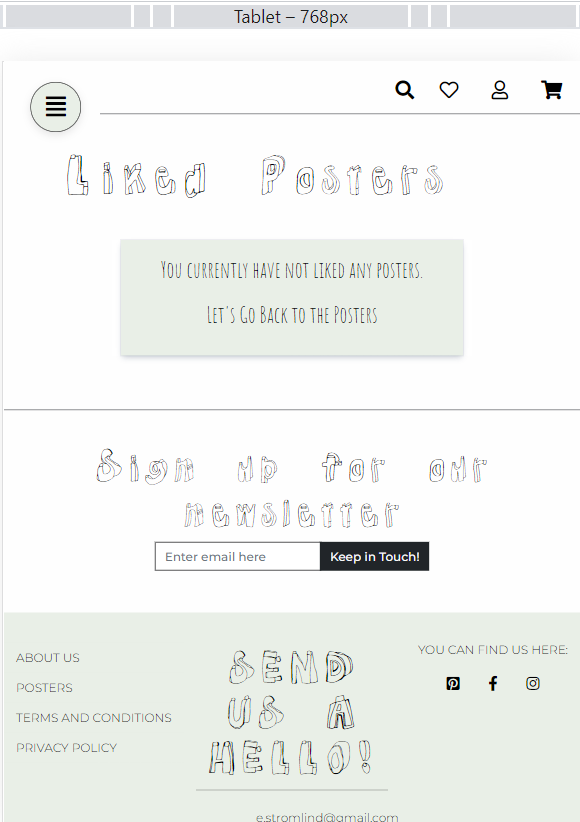 Tablet – 768px
Liked Posters
You currently have not liked any posters.
Let's Go Back to the Posters
Sign up for our
newsletter
Enter email here
Keep in Touch!
ABOUT US
POSTERS
TERMS AND CONDITIONS
PRIVACY POLICY
SEND
US A
HELLO!
e.stromlind@gmail.com
YOU CAN FIND US HERE: